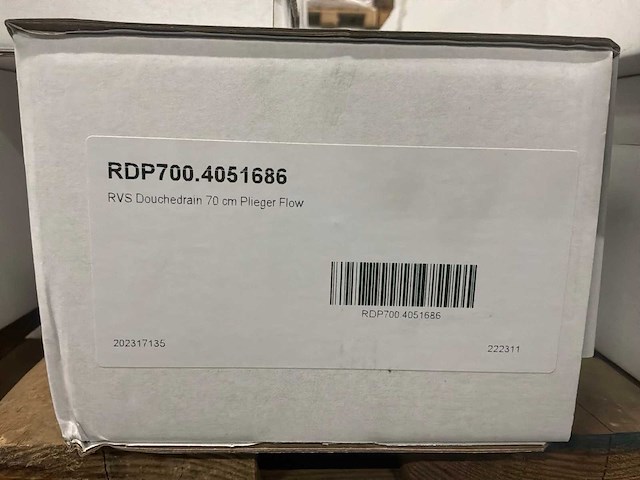 RDP700.4051686
RVS Douchedrain 70 cm Plieger Flow
RDP700.4051686
202317135
222311